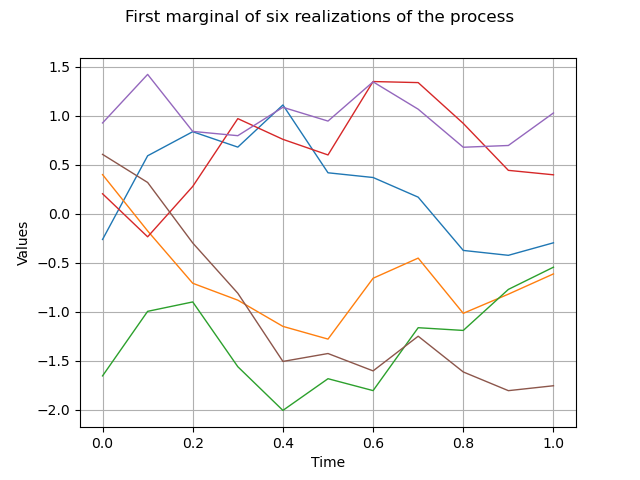 First marginal of six realizations of the process
1.5
1.0
0.5
0.0
−0.5
−1.0
−1.5
−2.0
Values
0.0 0.2 0.4 0.6 0.8 1.0
Time